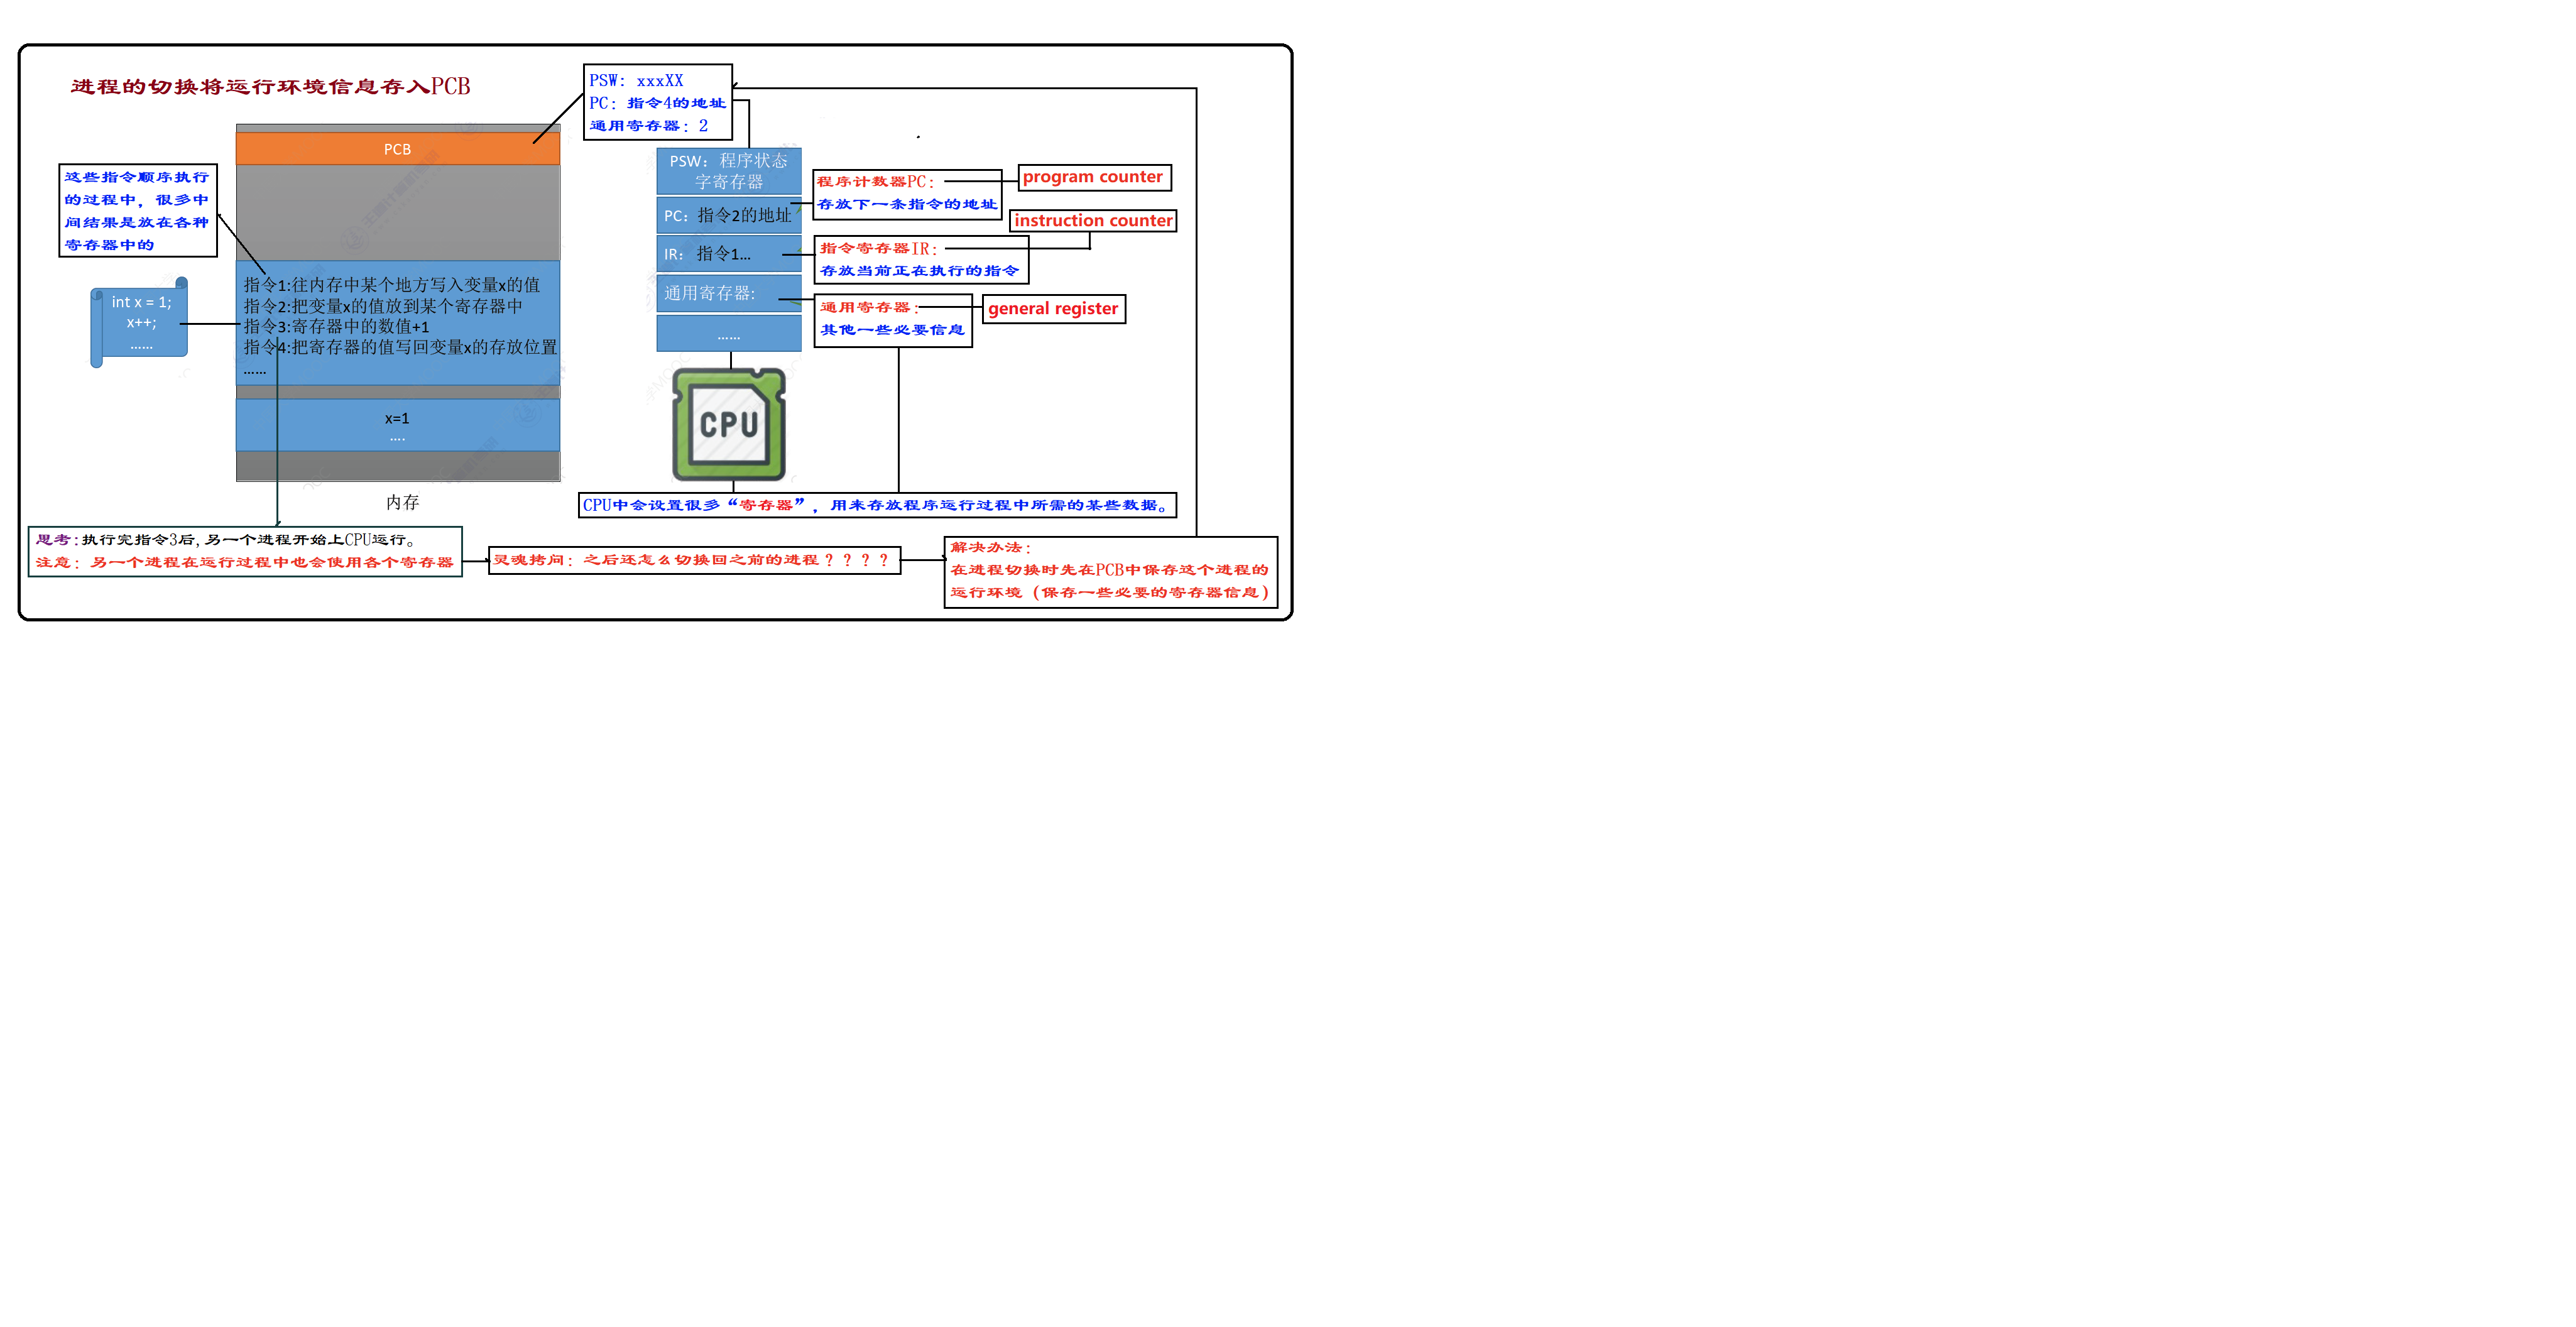 进程的切换将运行环境信息存入PCB
PSW: xxxXX
PC: 指令4的地址
通用寄存器: 2
PCB
这些指令顺序执行
的过程中, 很多中
间结果是放在各种
寄存器中的
int x = 1;
x++;
……
指令1:往内存中某个地方写入变量x的值
指令2:把变量x的值放到某个寄存器中
指令3:寄存器中的数值+1
指令4:把寄存器的值写回变量x的存放位置
……
x=1
....
内存
PSW: 程序状态
字寄存器
PC: 指令2的地址
IR: 指令1...
通用寄存器:
……
程序计数器PC:
存放下一条指令的地址
program counter
instruction counter
指令寄存器IR:
存放当前正在执行的指令
通用寄存器:
其他一些必要信息
general register
CPU
CPU中会设置很多“寄存器”, 用来存放程序运行过程中所需的某些数据。
思考:执行完指令3后,另一个进程开始上CPU运行。
注意: 另一个进程在运行过程中也会使用各个寄存器
灵魂拷问: 之后还怎么切换回之前的进程？？？？
解决办法:
在进程切换时先在PCB中保存这个进程的
运行环境 (保存一些必要的寄存器信息)